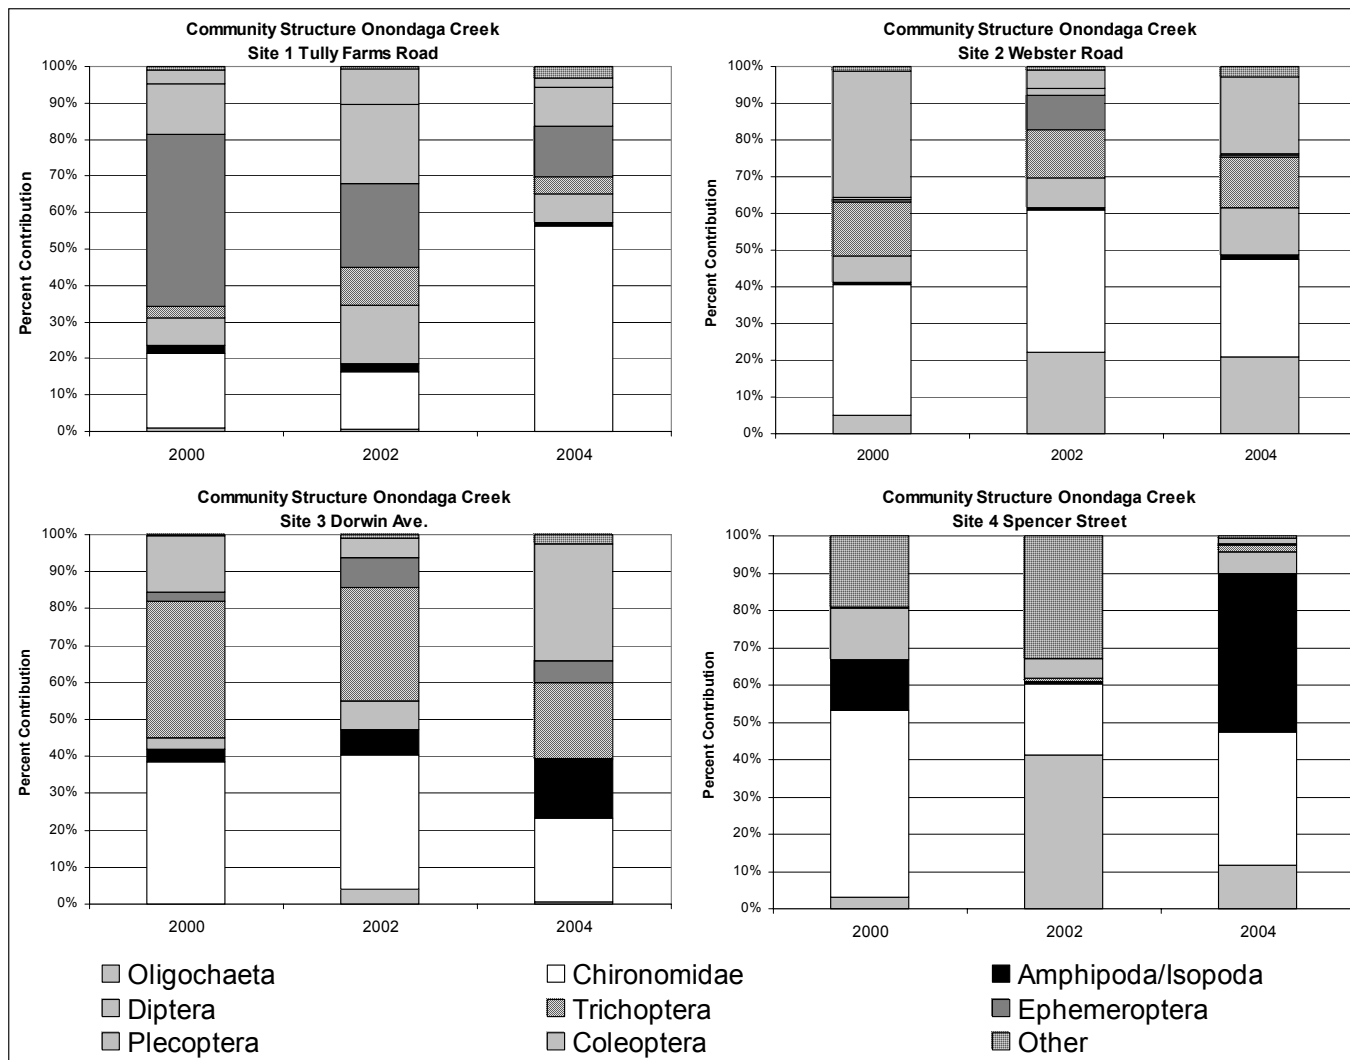 Community Structure Onondaga Creek
Site 1 Tully Farms Road
Percent Contribution
100%
90%
80%
70%
60%
50%
40%
30%
20%
10%
0%
2000 2002 2004
Community Structure Onondaga Creek
Site 2 Webster Road
Percent Contribution
100%
90%
80%
70%
60%
50%
40%
30%
20%
10%
0%
2000 2002 2004
Community Structure Onondaga Creek
Site 3 Dorwin Ave.
Percent Contribution
100%
90%
80%
70%
60%
50%
40%
30%
20%
10%
0%
2000 2002 2004
Community Structure Onondaga Creek
Site 4 Spencer Street
Percent Contribution
100%
90%
80%
70%
60%
50%
40%
30%
20%
10%
0%
2000 2002 2004
Oligochaeta Chironomidae Amphipoda/Isopoda
Diptera Trichoptera Ephemeroptera
Plecoptera Coleoptera Other